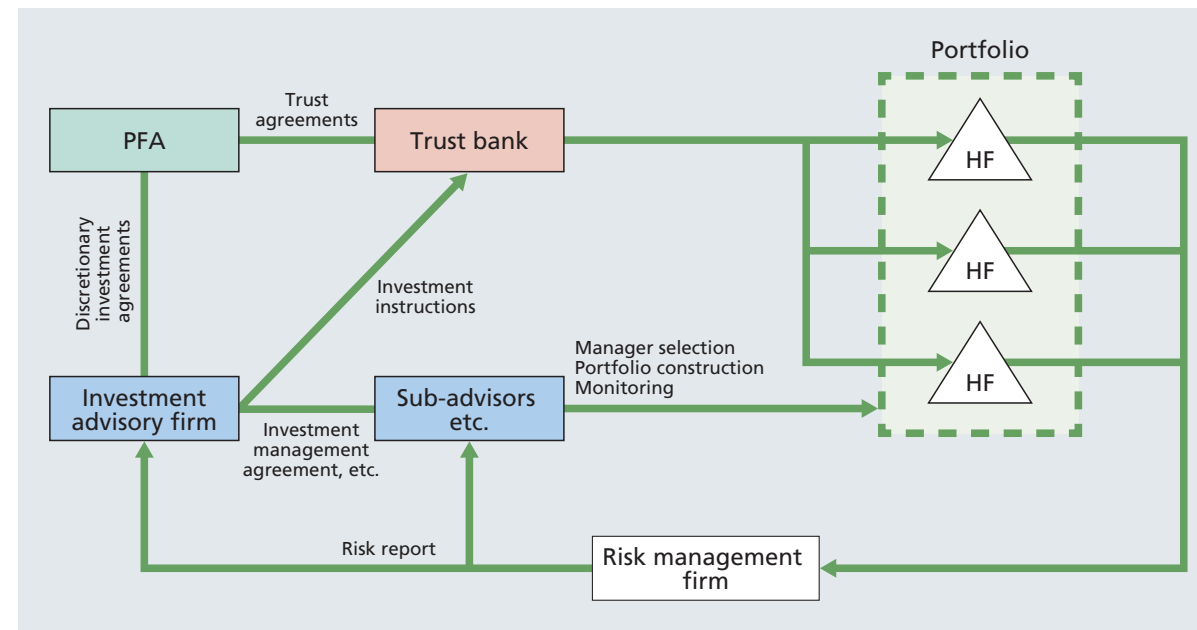 Portfolio
Trust
agreements
PFA
Trust bank
HF
Discretionary
investment
agreements
HF
Investment
instructions
Manager selection
Portfolio construction
Monitoring
HF
Investment
advisory firm
Sub-advisors
etc.
Investment
management
agreement, etc.
Risk report
Risk management
firm